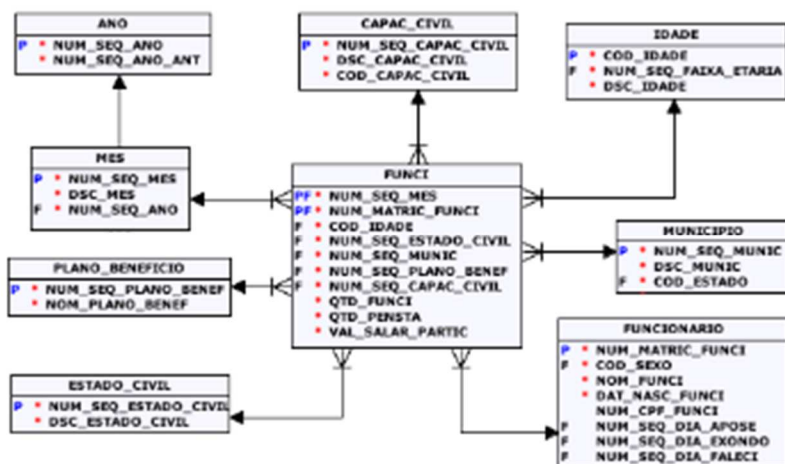 ANO
P * NUM_SEQ_ANO
* NUM_SEQ_ANO_ANT
CAPAC_CIVIL
P * NUM_SEQ_CAPAC_CIVIL
* DSC_CAPAC_CIVIL
* COD_CAPAC_CIVIL
IDADE
P * COD_IDADE
F * NUM_SEQ_FAIXA_ETARIA
* DSC_IDADE
MES
P * NUM_SEQ_MES
* DSC_MES
F * NUM_SEQ_ANO
FUNCI
PF * NUM_SEQ_MES
PF * NUM_MATRIC_FUNCI
F * COD_IDADE
F * NUM_SEQ_ESTADO_CIVIL
F * NUM_SEQ_MUNIC
F * NUM_SEQ_PLANO_BENEF
F * NUM_SEQ_CAPAC_CIVIL
* QTD_FUNCI
* QTD_PENSTA
* VAL_SALAR_PARTIC
MUNICIPIO
P * NUM_SEQ_MUNIC
* DSC_MUNIC
F * COD_ESTADO
PLANO_BENEFICIO
P * NUM_SEQ_PLANO_BENEF
* NOM_PLANO_BENEF
FUNCIONARIO
P * NUM_MATRIC_FUNCI
F * COD_SEXO
* NOM_FUNCI
* DAT_NASC_FUNCI
NUM_CPF_FUNCI
F NUM_SEQ_DIA_APOSE
F NUM_SEQ_DIA_EXONDO
F NUM_SEQ_DIA_FALECI
ESTADO_CIVIL
P * NUM_SEQ_ESTADO_CIVIL
* DSC_ESTADO_CIVIL